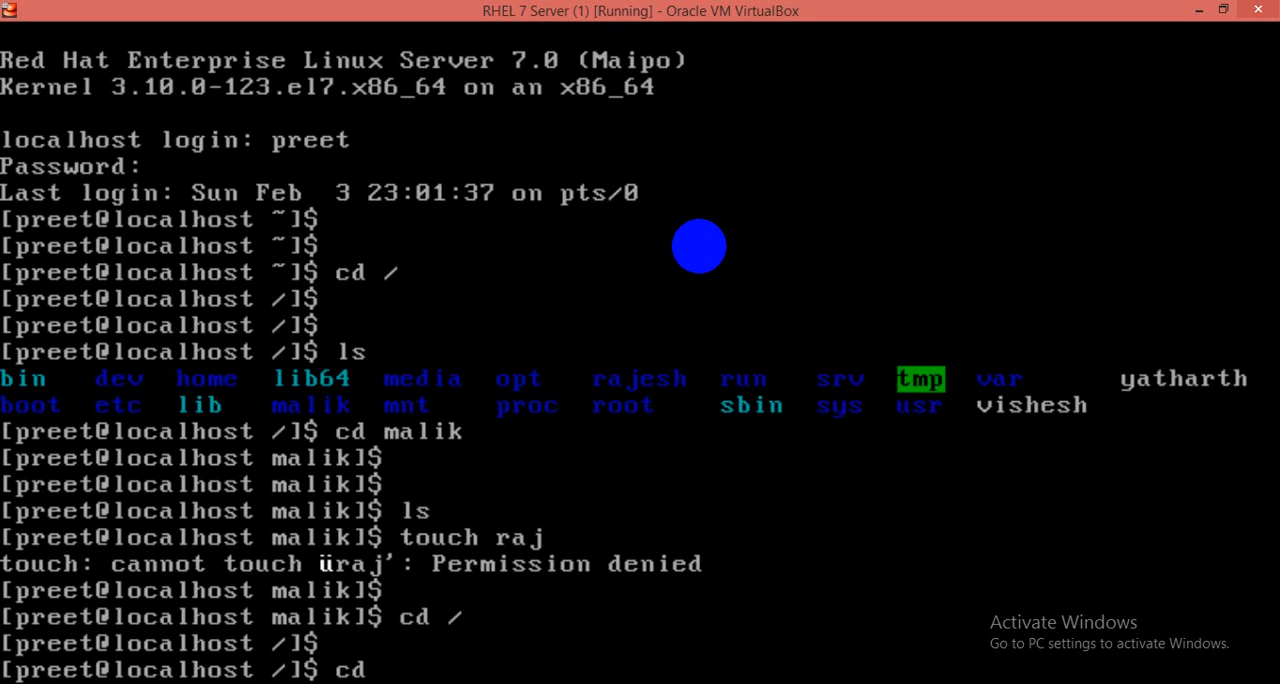 RHEL 7 Server (1) [Running] - Oracle VM VirtualBox
Red Hat Enterprise Linux Server 7.0 (Maipo)
Kernel 3.10.0-123.el7.x86_64 on an x86_64
localhost login: preet
Password:
Last login: Sun Feb  3 23:01:37 on pts/0
[preet@localhost ~]$
[preet@localhost ~]$
[preet@localhost ~]$ cd /
[preet@localhost /]$
[preet@localhost /]$
[preet@localhost /]$ ls
bin dev home lib64 media opt rajesh run srv tmp var yatharth
boot etc lib malik mnt proc root sbin sys usr vishesh
[preet@localhost /]$ cd malik
[preet@localhost malik]$
[preet@localhost malik]$
[preet@localhost malik]$ ls
[preet@localhost malik]$ touch raj
touch: cannot touch üraj': Permission denied
[preet@localhost malik]$
[preet@localhost malik]$ cd /
[preet@localhost /]$
[preet@localhost /]$ cd
Activate Windows
Go to PC settings to activate Windows.